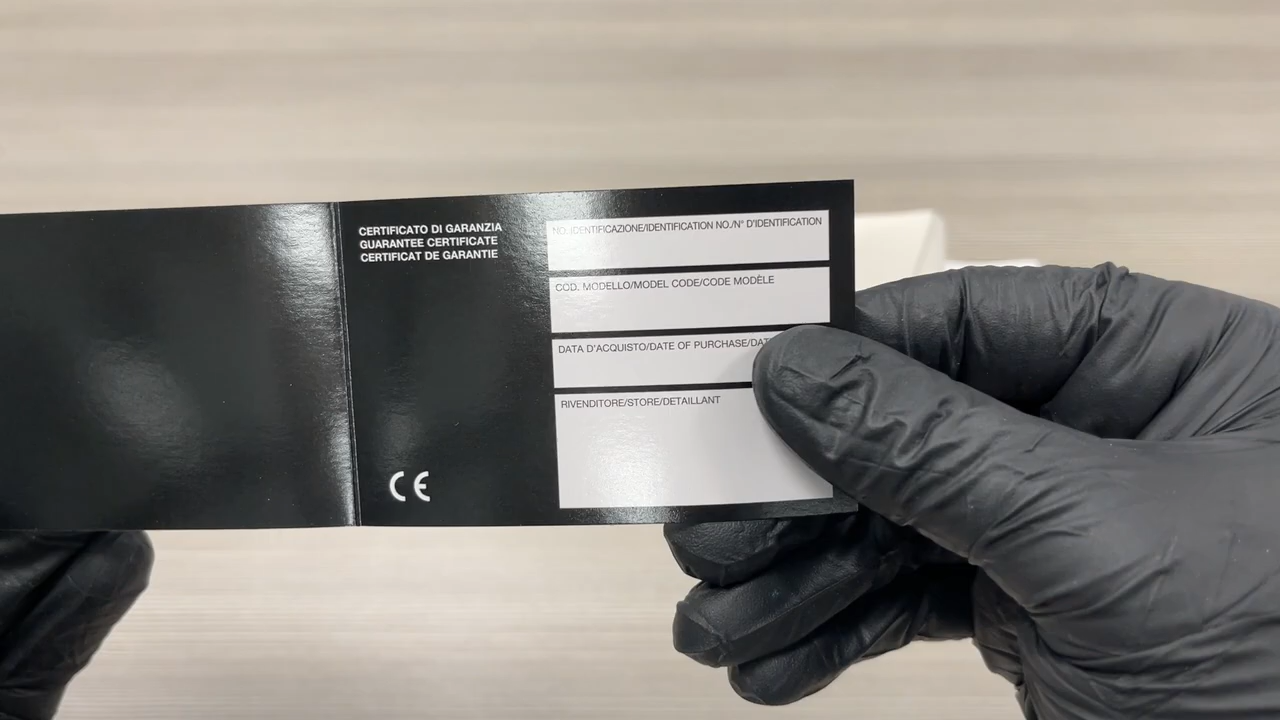 CERTIFICATO DI GARANZIA
GUARANTEE CERTIFICATE
CERTIFICAT DE GARANTIE
NO. IDENTIFICAZIONE/IDENTIFICATION NO./N° D'IDENTIFICATION
COD. MODELLO/MODEL CODE/CODE MODÈLE
DATA D'ACQUISTO/DATE OF PURCHASE/
RIVENDITORE/STORE/DETAILLANT
CE